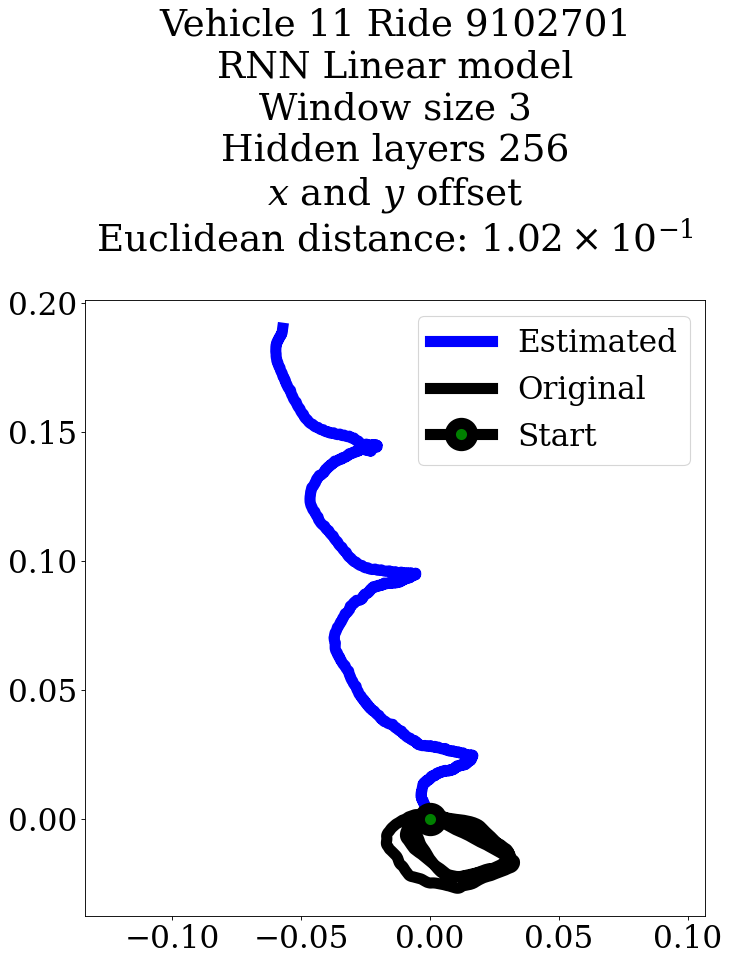 Vehicle 11 Ride 9102701
RNN Linear model
Window size 3
Hidden layers 256
x and y offset
Euclidean distance: 1.02 × 10⁻¹
0.20
0.15
0.10
0.05
0.00
Estimated
Original
Start
−0.10
−0.05
0.00
0.05
0.10